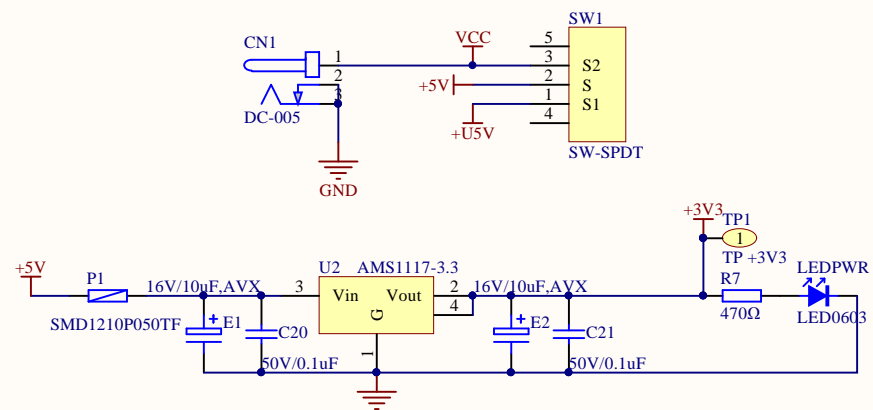 SW1
CN1
VCC
5
1
3
S2
2
+5V
2
S
3
1
S1
DC-005
+U5V
4
SW-SPDT
GND
+3V3
TP1
1
TP +3V3
+5V
P1
U2
AMS1117-3.3
R7
LEDPWR
16V/10uF,AVX
3
Vin
Vout
2
16V/10uF,AVX
4
G
SMD1210P050TF
E1
C20
E2
C21
470Ω
LED0603
1
50V/0.1uF
50V/0.1uF